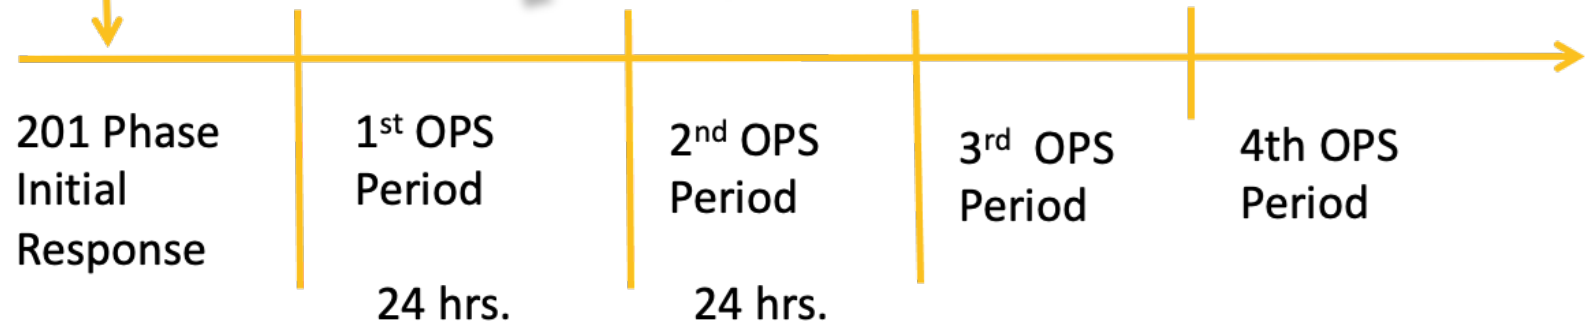 201 Phase
Initial
Response
1st OPS
Period
24 hrs.
2nd OPS
Period
24 hrs.
3rd OPS
Period
4th OPS
Period